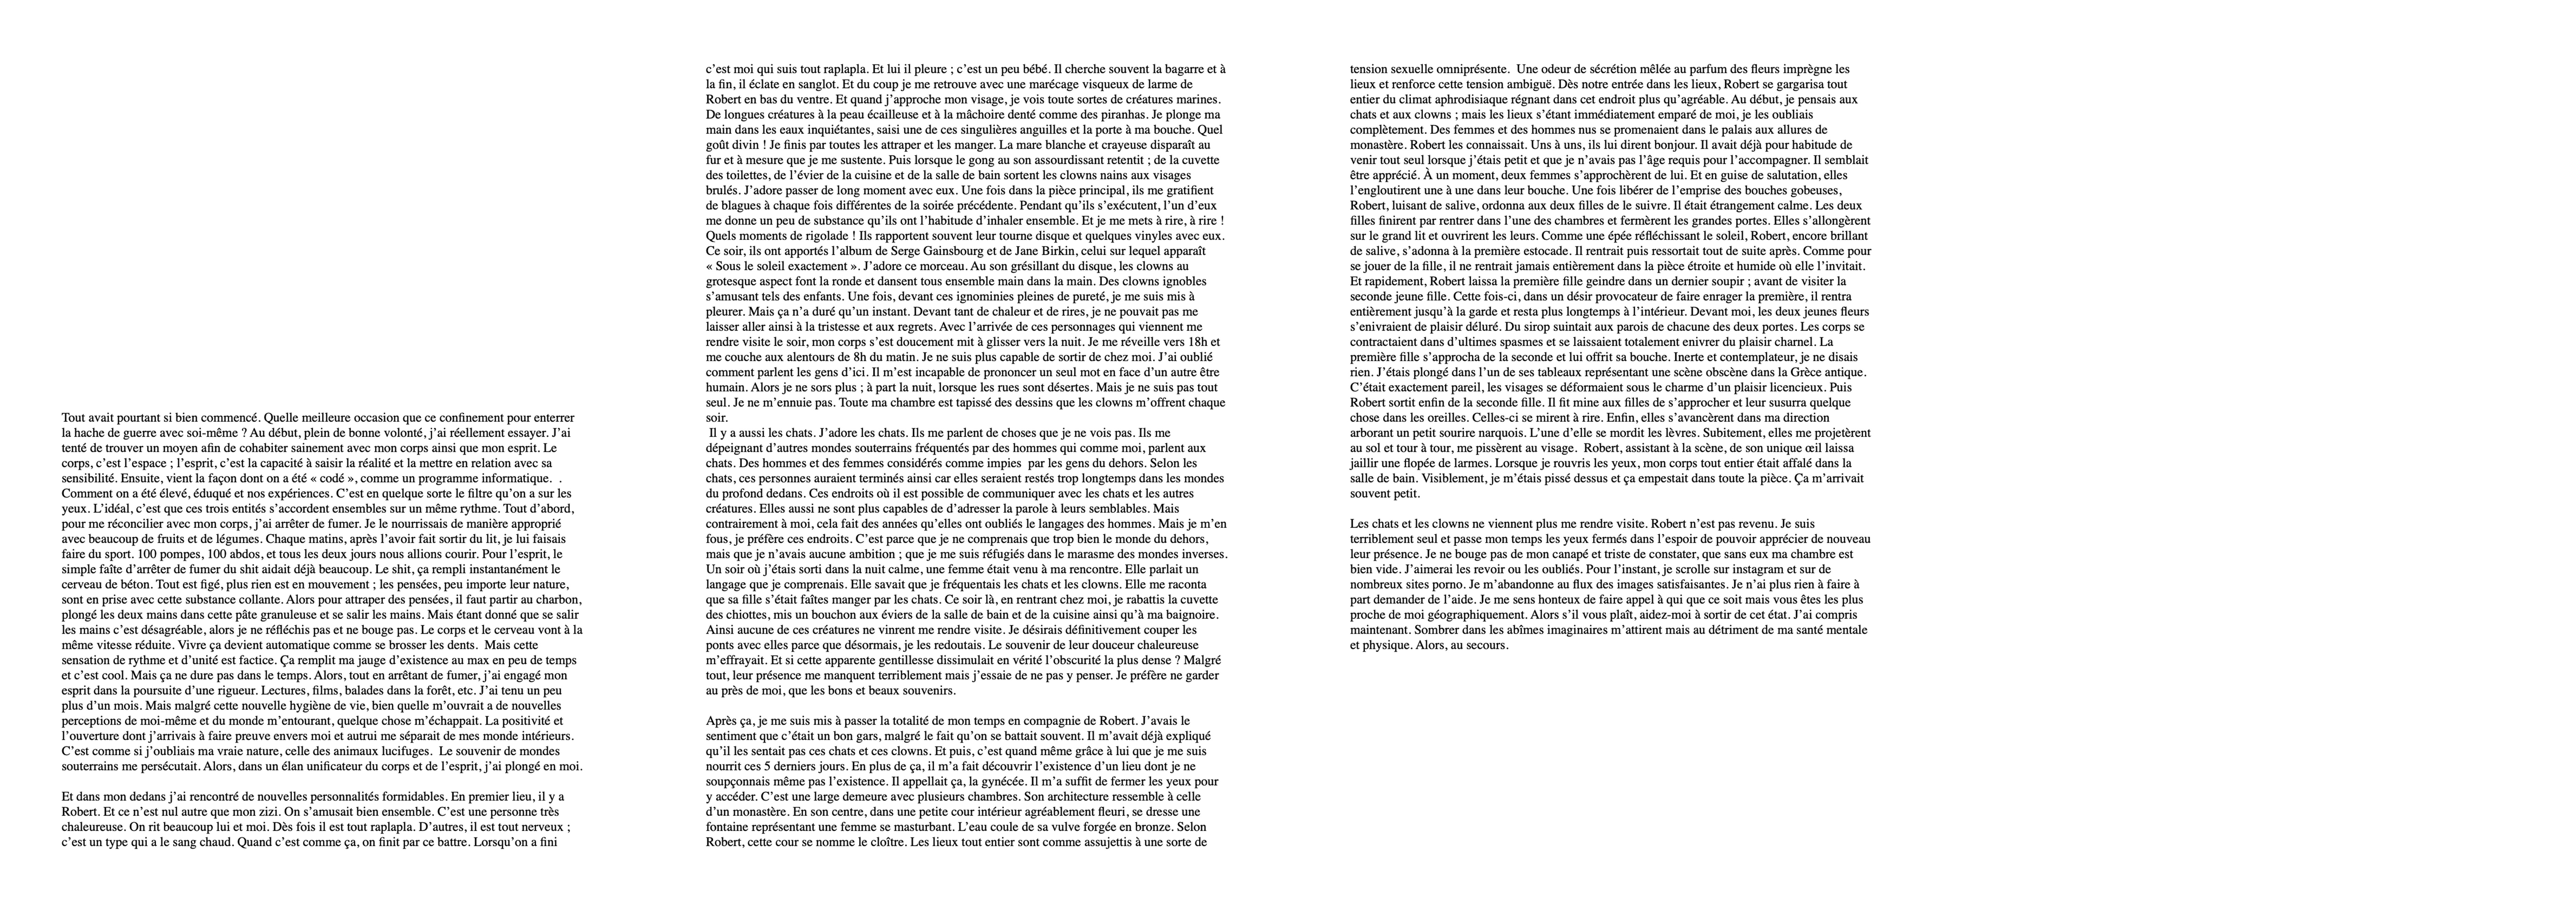 Tout avait pourtant si bien commencé. Quelle meilleure occasion que ce confinement pour enterrer
la hache de guerre avec soi-même ? Au début, plein de bonne volonté, j'ai réellement essayer. J'ai
tenté de trouver un moyen afin de cohabiter sainement avec mon corps ainsi que mon esprit. Le
corps, c'est l'espace ; l'esprit, c'est la capacité à saisir la réalité et la mettre en relation avec sa
sensibilité. Ensuite, vient la façon dont on a été « codé », comme un programme informatique.  .
Comment on a été élevé, éduqué et nos expériences. C'est en quelque sorte le filtre qu'on a sur les
yeux. L'idéal, c'est que ces trois entités s'accordent ensembles sur un même rythme. Tout d'abord,
pour me réconcilier avec mon corps, j'ai arrêter de fumer. Je le nourrissais de manière approprié
avec beaucoup de fruits et de légumes. Chaque matins, après l'avoir fait sortir du lit, je lui faisais
faire du sport. 100 pompes, 100 abdos, et tous les deux jours nous allions courir. Pour l'esprit, le
simple faîte d'arrêter de fumer du shit aidait déjà beaucoup. Le shit, ça rempli instantanément le
cerveau de béton. Tout est figé, plus rien est en mouvement ; les pensées, peu importe leur nature,
sont en prise avec cette substance collante. Alors pour attraper des pensées, il faut partir au charbon,
plongé les deux mains dans cette pâte granuleuse et se salir les mains. Mais étant donné que se salir
les mains c'est désagréable, alors je ne réfléchis pas et ne bouge pas. Le corps et le cerveau vont à la
même vitesse réduite. Vivre ça devient automatique comme se brosser les dents.  Mais cette
sensation de rythme et d'unité est factice. Ça remplit ma jauge d'existence au max en peu de temps
et c'est cool. Mais ça ne dure pas dans le temps. Alors, tout en arrêtant de fumer, j'ai engagé mon
esprit dans la poursuite d'une rigueur. Lectures, films, balades dans la forêt, etc. J'ai tenu un peu
plus d'un mois. Mais malgré cette nouvelle hygiène de vie, bien quelle m'ouvrait a de nouvelles
perceptions de moi-même et du monde m'entourant, quelque chose m'échappait. La positivité et
l'ouverture dont j'arrivais à faire preuve envers moi et autrui me séparait de mes monde intérieurs.
C'est comme si j'oubliais ma vraie nature, celle des animaux lucifuges.  Le souvenir de mondes
souterrains me persécutait. Alors, dans un élan unificateur du corps et de l'esprit, j'ai plongé en moi.
Et dans mon dedans j'ai rencontré de nouvelles personnalités formidables. En premier lieu, il y a
Robert. Et ce n'est nul autre que mon zizi. On s'amusait bien ensemble. C'est une personne très
chaleureuse. On rit beaucoup lui et moi. Dès fois il est tout raplapla. D'autres, il est tout nerveux ;
c'est un type qui a le sang chaud. Quand c'est comme ça, on finit par ce battre. Lorsqu'on a fini
c'est moi qui suis tout raplapla. Et lui il pleure ; c'est un peu bébé. Il cherche souvent la bagarre et à
la fin, il éclate en sanglot. Et du coup je me retrouve avec une marécage visqueux de larme de
Robert en bas du ventre. Et quand j'approche mon visage, je vois toute sortes de créatures marines.
De longues créatures à la peau écailleuse et à la mâchoire denté comme des piranhas. Je plonge ma
main dans les eaux inquiétantes, saisi une de ces singulières anguilles et la porte à ma bouche. Quel
goût divin ! Je finis par toutes les attraper et les manger. La mare blanche et crayeuse disparaît au
fur et à mesure que je me sustente. Puis lorsque le gong au son assourdissant retentit ; de la cuvette
des toilettes, de l'évier de la cuisine et de la salle de bain sortent les clowns nains aux visages
brulés. J'adore passer de long moment avec eux. Une fois dans la pièce principal, ils me gratifient
de blagues à chaque fois différentes de la soirée précédente. Pendant qu'ils s'exécutent, l'un d'eux
me donne un peu de substance qu'ils ont l'habitude d'inhaler ensemble. Et je me mets à rire, à rire !
Quels moments de rigolade ! Ils rapportent souvent leur tourne disque et quelques vinyles avec eux.
Ce soir, ils ont apportés l'album de Serge Gainsbourg et de Jane Birkin, celui sur lequel apparaît
« Sous le soleil exactement ». J'adore ce morceau. Au son grésillant du disque, les clowns au
grotesque aspect font la ronde et dansent tous ensemble main dans la main. Des clowns ignobles
s'amusant tels des enfants. Une fois, devant ces ignominies pleines de pureté, je me suis mis à
pleurer. Mais ça n'a duré qu'un instant. Devant tant de chaleur et de rires, je ne pouvait pas me
laisser aller ainsi à la tristesse et aux regrets. Avec l'arrivée de ces personnages qui viennent me
rendre visite le soir, mon corps s'est doucement mit à glisser vers la nuit. Je me réveille vers 18h et
me couche aux alentours de 8h du matin. Je ne suis plus capable de sortir de chez moi. J'ai oublié
comment parlent les gens d'ici. Il m'est incapable de prononcer un seul mot en face d'un autre être
humain. Alors je ne sors plus ; à part la nuit, lorsque les rues sont désertes. Mais je ne suis pas tout
seul. Je ne m'ennuie pas. Toute ma chambre est tapissé des dessins que les clowns m'offrent chaque
soir.
Il y a aussi les chats. J'adore les chats. Ils me parlent de choses que je ne vois pas. Ils me
dépeignant d'autres mondes souterrains fréquentés par des hommes qui comme moi, parlent aux
chats. Des hommes et des femmes considérés comme impies  par les gens du dehors. Selon les
chats, ces personnes auraient terminés ainsi car elles seraient restés trop longtemps dans les mondes
du profond dedans. Ces endroits où il est possible de communiquer avec les chats et les autres
créatures. Elles aussi ne son plus capables de d'adresser la parole à leurs semblables. Mais
contrairement à moi, cela fait des années qu'elles ont oubliés le langages des hommes. Mais je m'en
fous, je préfère ces endroits. C'est parce que je ne comprenais que trop bien le monde du dehors,
mais que je n'avais aucune ambition ; que je me suis réfugiés dans le marasme des mondes inverses.
Un soir où j'étais sorti dans la nuit calme, une femme était venu à ma rencontre. Elle parlait un
langage que je comprenais. Elle savait que je fréquentais les chats et les clowns. Elle me raconta
que sa fille s'était faîtes manger par les chats. Ce soir là, en rentrant chez moi, je rabattis la cuvette
des chiottes, mis un bouchon aux éviers de la salle de bain et de la cuisine ainsi qu'à ma baignoire.
Ainsi aucune de ces créatures ne vinrent me rendre visite. Je désirais définitivement couper les
ponts avec elles parce que désormais, je les redoutais. Le souvenir de leur douceur chaleureuse
m'effrayait. Et si cette apparente gentillesse dissimulait en vérité l'obscurité la plus dense ? Malgré
tout, leur présence me manquent terriblement mais j'essaie de ne pas y penser. Je préfère ne garder
au près de moi, que les bons et beaux souvenirs.
Après ça, je me suis mis à passer la totalité de mon temps en compagnie de Robert. J'avais le
sentiment que c'était un bon gars, malgré le fait qu'on se battait souvent. Il m'avait déjà expliqué
qu'il les sentait pas ces chats et ces clowns. Et puis, c'est quand même grâce à lui que je me suis
nourrit ces 5 derniers jours. En plus de ça, il m'a fait découvrir l'existence d'un lieu dont je ne
soupçonnais même pas l'existence. Il appellait ça, la gynécée. Il m'a suffit de fermer les yeux pour
y accéder. C'est une large demeure avec plusieurs chambres. Son architecture ressemble à celle
d'un monastère. En son centre, dans une petite cour intérieur agréablement fleuri, se dresse une
fontaine représentant une femme se masturbant. L'eau coule de sa vulve forgée en bronze. Selon
Robert, cette cour se nomme le cloître. Les lieux tout entier sont comme assujettis à une sorte de
tension sexuelle omniprésente.  Une odeur de sécrétion mêlée au parfum des fleurs imprègne les
lieux et renforce cette tension ambiguë. Dès notre entrée dans les lieux, Robert se gargarisa tout
entier du climat aphrodisiaque régnant dans cet endroit plus qu'agréable. Au début, je pensais aux
chats et aux clowns ; mais les lieux s'étant immédiatement emparé de moi, je les oubliais
complètement. Des femmes et des hommes nus se promenaient dans le palais aux allures de
monastère. Robert les connaissait. Uns à uns, ils lui dirent bonjour. Il avait déjà pour habitude de
venir tout seul lorsque j'étais petit et que je n'avais pas l'âge requis pour l'accompagner. Il semblait
être apprécié. À un moment, deux femmes s'approchèrent de lui. Et en guise de salutation, elles
l'engloutirent une à une dans leur bouche. Une fois libérer de l'emprise des bouches gobeuses,
Robert, luisant de salive, ordonna aux deux filles de le suivre. Il était étrangement calme. Les deux
filles finirent par rentrer dans l'une des chambres et fermèrent les grandes portes. Elles s'allongèrent
sur le grand lit et ouvrirent les leurs. Comme une épée réfléchissant le soleil, Robert, encore brillant
de salive, s'adonna à la première estocade. Il rentrait puis ressortait tout de suite après. Comme pour
se jouer de la fille, il ne rentrait jamais entièrement dans la pièce étroite et humide où elle l'invitait.
Et rapidement, Robert laissa la première fille geindre dans un dernier soupir ; avant de visiter la
seconde jeune fille. Cette fois-ci, dans un désir provocateur de faire enrager la première, il rentra
entièrement jusqu'à la garde et resta plus longtemps à l'intérieur. Devant moi, les deux jeunes fleurs
s'enivraient de plaisir déluré. Du sirop suintait aux parois de chacune des deux portes. Les corps se
contractaient dans d'ultimes spasmes et se laissaient totalement enivrer du plaisir charnel. La
première fille s'approcha de la seconde et lui offrit sa bouche. Inerte et contemplateur, je ne disais
rien. J'étais plongé dans l'un de ses tableaux représentant une scène obscène dans la Grèce antique.
C'était exactement pareil, les visages se déformaient sous le charme d'un plaisir licencieux. Puis
Robert sortit enfin de la seconde fille. Il fit mine aux filles de s'approcher et leur susurra quelque
chose dans les oreilles. Celles-ci se mirent à rire. Enfin, elles s'avancèrent dans ma direction
arborant un petit sourire narquois. L'une d'elle se mordit les lèvres. Subitement, elles me projetèrent
au sol et tour à tour, me pissèrent au visage.  Robert, assistant à la scène, de son unique œil laissa
jaillir une flopée de larmes. Lorsque je rouvris les yeux, mon corps tout entier était affalé dans la
salle de bain. Visiblement, je m'étais pissé dessus et ça empestait dans toute la pièce. Ça m'arrivait
souvent petit.
Les chats et les clowns ne viennent plus me rendre visite. Robert n'est pas revenu. Je suis
terriblement seul et passe mon temps les yeux fermés dans l'espoir de pouvoir apprécier de nouveau
leur présence. Je ne bouge pas de mon canapé et triste de constater, que sans eux ma chambre est
bien vide. J'aimerai les revoir ou les oubliés. Pour l'instant, je scrolle sur instagram et sur de
nombreux sites porno. Je m'abandonne au flux des images satisfaisantes. Je n'ai plus rien à faire à
part demander de l'aide. Je me sens honteux de faire appel à qui que ce soit mais vous êtes les plus
proche de moi géographiquement. Alors s'il vous plaît, aidez-moi à sortir de cet état. J'ai compris
maintenant. Sombrer dans les abîmes imaginaires m'attirent mais au détriment de ma santé mentale
et physique. Alors, au secours.